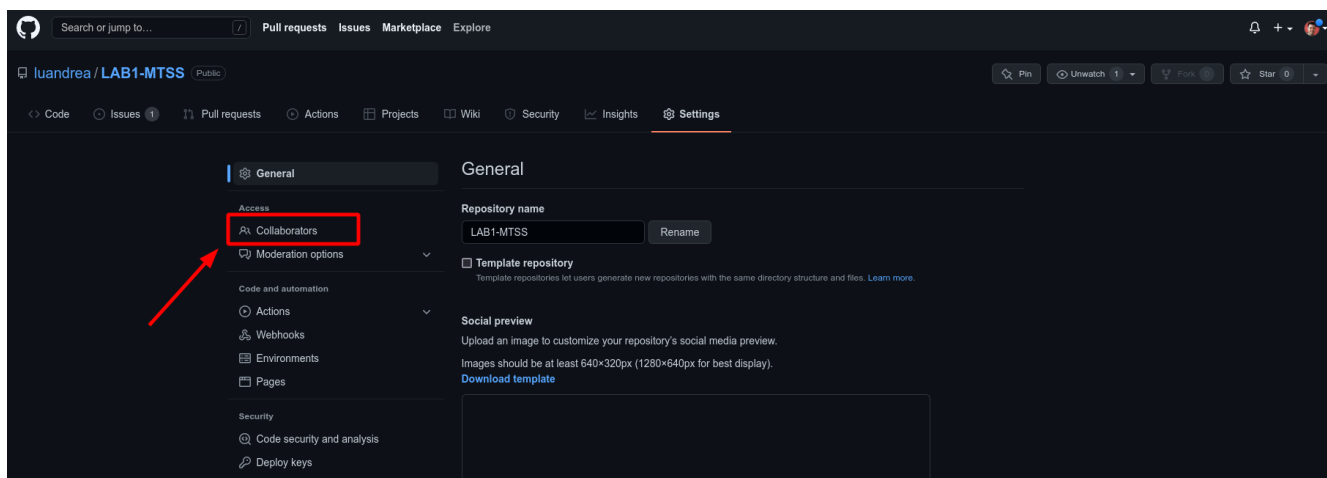 Search or jump to... / Pull requests Issues Marketplace Explore
luandrea / LAB1-MTSS Public Pin Unwatch 1 Fork 0 Star 0
Code Issues 1 Pull requests Actions Projects Wiki Security Insights Settings
General
Access
Collaborators
Moderation options
Code and automation
Actions
Webhooks
Environments
Pages
Security
Code security and analysis
Deploy keys
General
Repository name
LAB1-MTSS Rename
Template repository
Template repositories let users generate new repositories with the same directory structure and files. Learn more.
Social preview
Upload an image to customize your repository's social media preview.
Images should be at least 640×320px (1280×640px for best display).
Download template